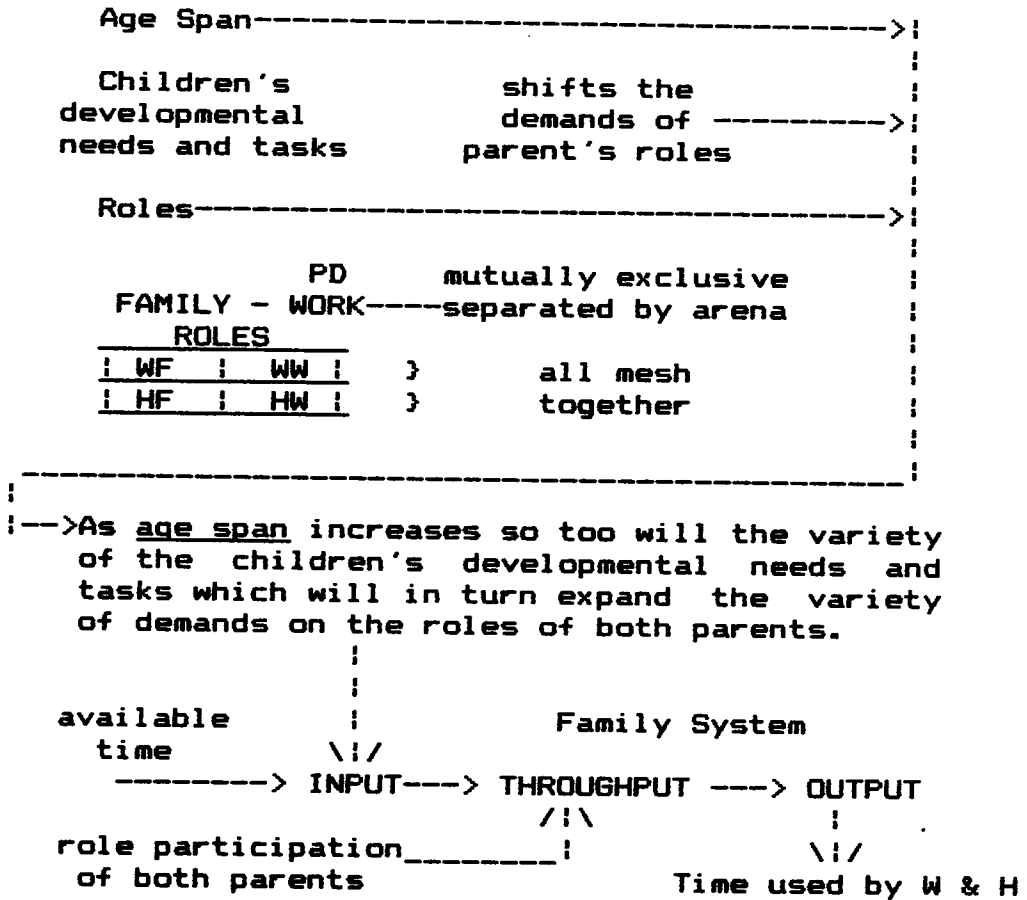 Age Span---------------------------------->¦
Children's shifts the
developmental demands of ---------->¦
needs and tasks parent's roles
Roles------------------------------------->¦
PD mutually exclusive
FAMILY - WORK----separated by arena
ROLES
¦ WF ¦ WW ¦ } all mesh
¦ HF ¦ HW ¦ } together
¦-->As age span increases so too will the variety
of the children's developmental needs and
tasks which will in turn expand the variety
of demands on the roles of both parents.
available Family System
time \¦/
--------> INPUT---> THROUGHPUT ---> OUTPUT
/¦\ ¦
role participation________¦ \¦/
of both parents Time used by W & H